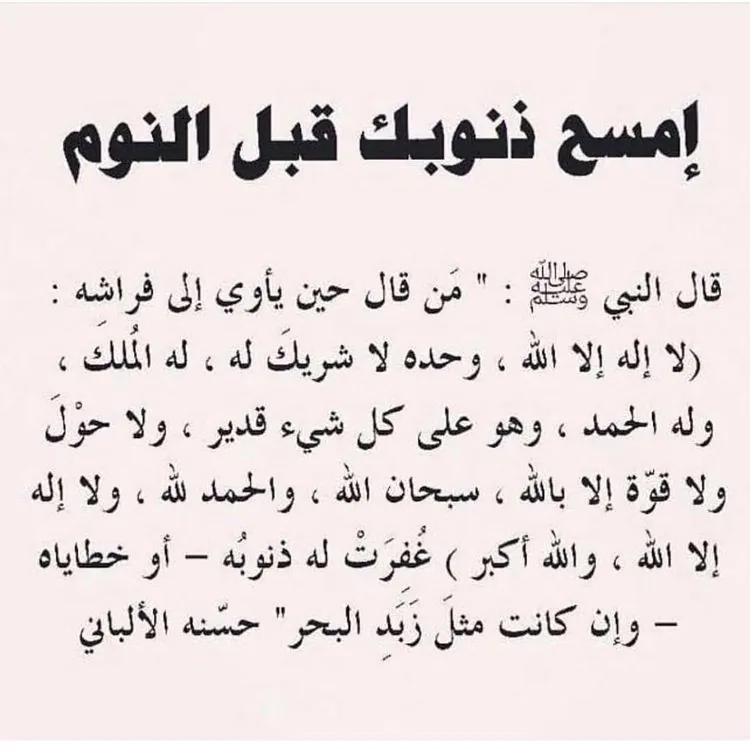 إمسح ذنوبك قبل النوم
قال النبي ﷺ : " مَن قال حين يأوي إلى فراشه :
(لا إله إلا الله ، وحده لا شريكَ له ، له المُلكَ ،
وله الحمد ، وهو على كل شيء قدير ، ولا حوْلَ
ولا قوّة إلا بالله ، سبحان الله ، والحمد لله ، ولا إله
إلا الله ، والله أكبر ) غُفِرَتْ له ذنوبُه – أو خطاياه
– وإن كانت مثلَ زَبَدِ البحر" حسّنه الألباني